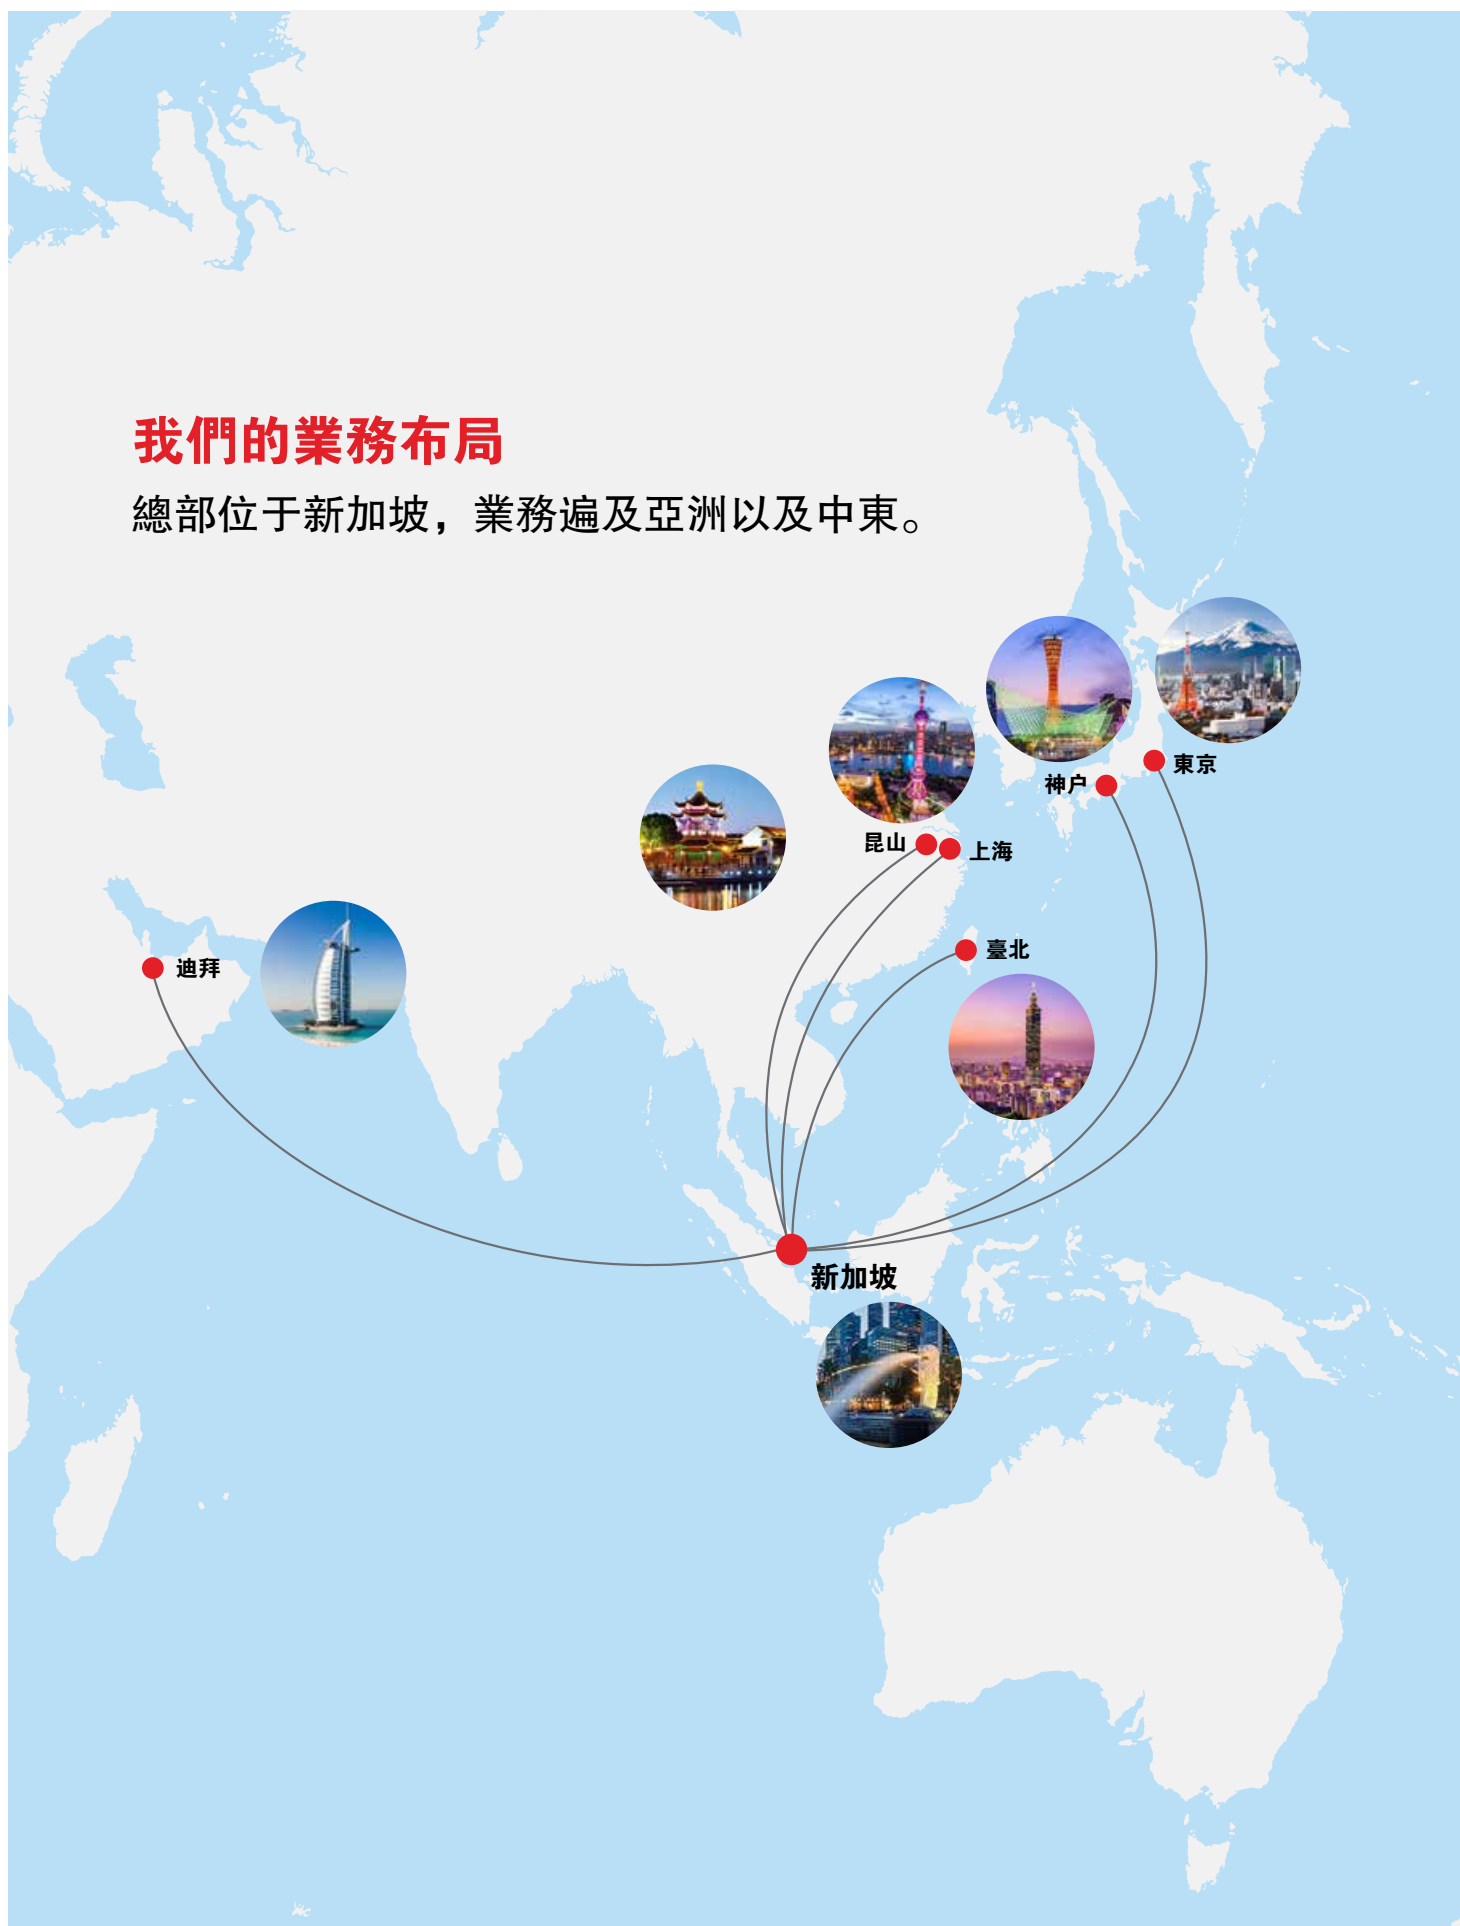 我們的業務布局
總部位于新加坡，業務遍及亞洲以及中東。
東京
神户
昆山
上海
臺北
迪拜
新加坡